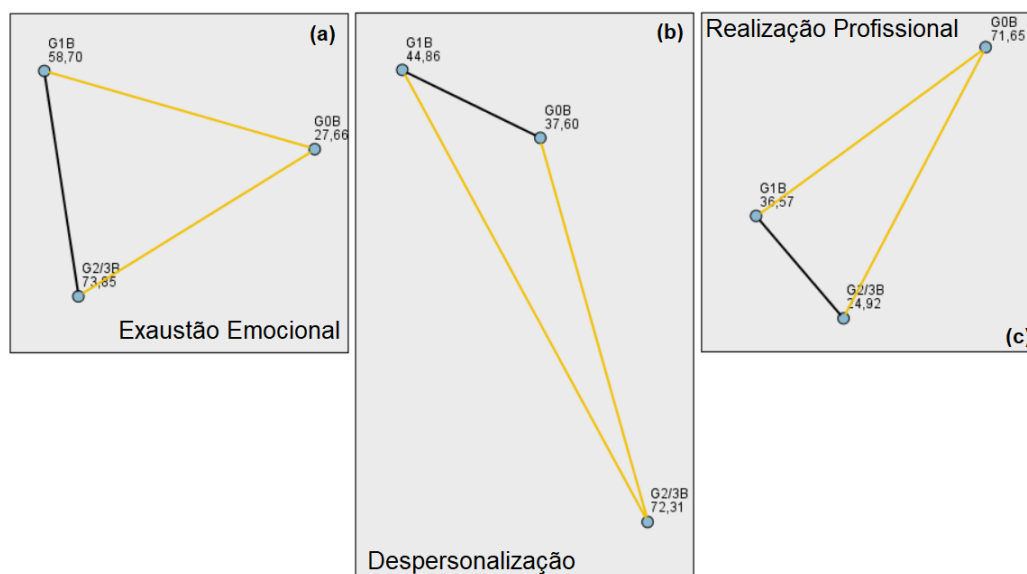 (a)
G1B
58,70
G0B
27,66
G2/3B
73,85
Exaustão Emocional
(b)
G1B
44,86
G0B
37,60
G2/3B
72,31
Despersonalização
Realização Profissional
G0B
71,65
G1B
36,57
G2/3B
24,92
(c)